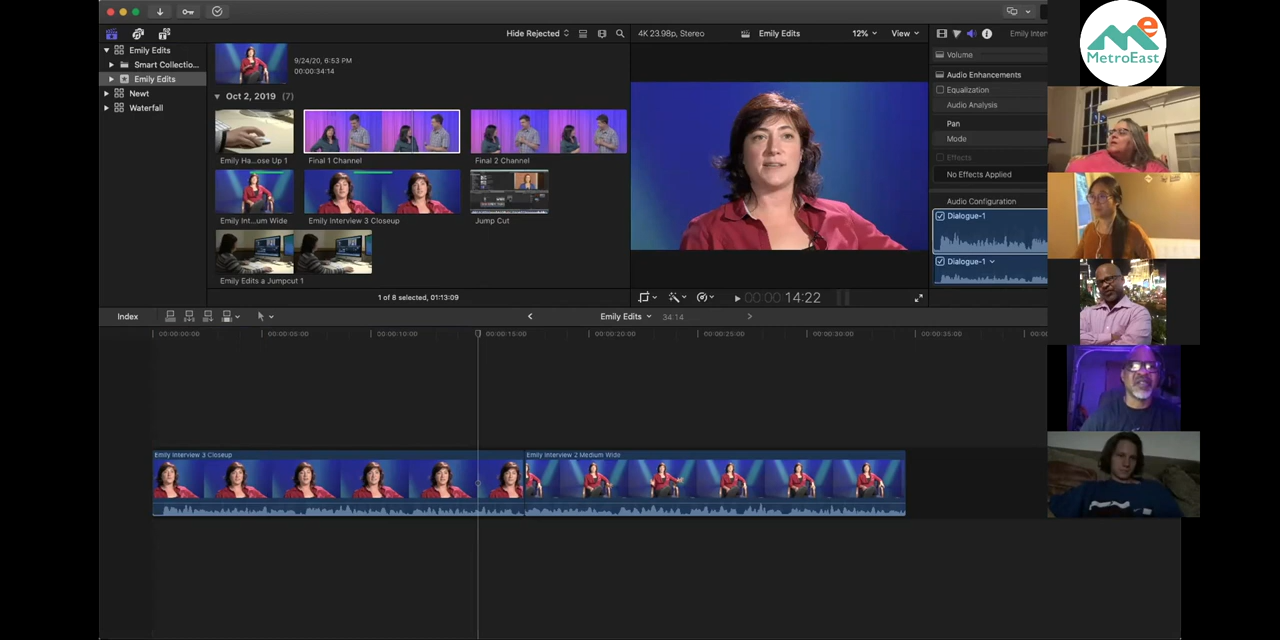 Hide Rejected
4K 23.98p, Stereo
Emily Edits
12%
View
Emily Inter
Emily Edits
Smart Collectio...
Emily Edits
Newt
Waterfall
9/24/20, 6:53 PM
00:00:34:14
Oct 2, 2019 (7)
Emily Ha...ose Up 1
Final 1 Channel
Final 2 Channel
Emily Int...um Wide
Emily Interview 3 Closeup
Jump Cut
Emily Edits a Jumpcut 1
1 of 8 selected, 01:13:09
00:00 14:22
Volume
Audio Enhancements
Equalization
Audio Analysis
Pan
Mode
Effects
No Effects Applied
Audio Configuration
Dialogue-1
Dialogue-1
e
MetroEast
Index
Emily Edits
34:14
00:00:00:00
00:00:05:00
00:00:10:00
00:00:15:00
00:00:20:00
00:00:25:00
00:00:30:00
00:00:35:00
Emily Interview 3 Closeup
Emily Interview 2 Medium Wide